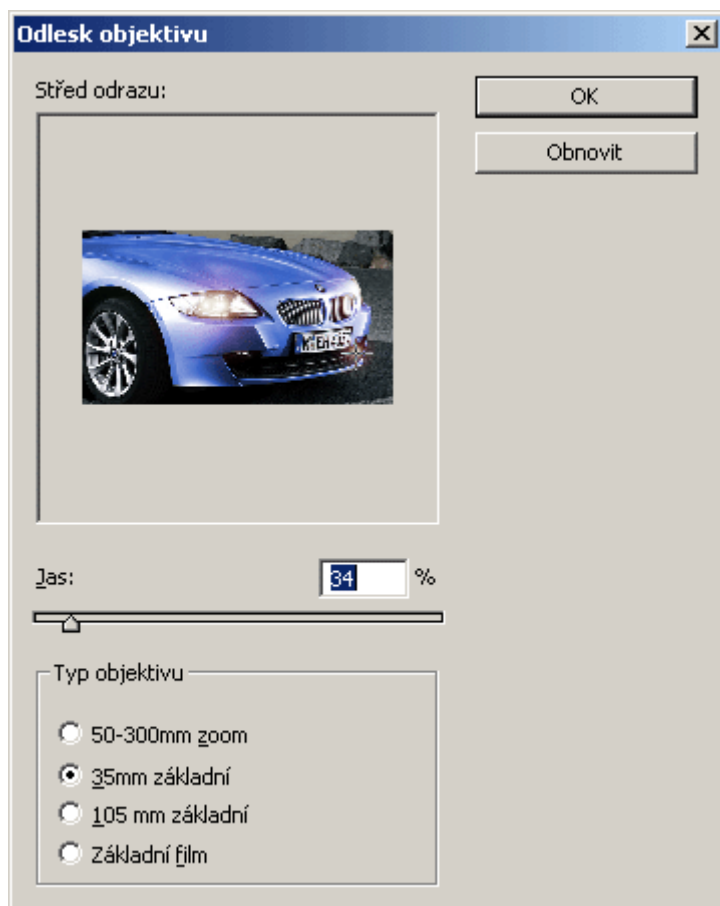 Odlesk objektivu
Střed odrazu:
OK
Obnovit
Jas:
34 %
Typ objektivu
50-300mm zoom
35mm základní
105 mm základní
Základní film